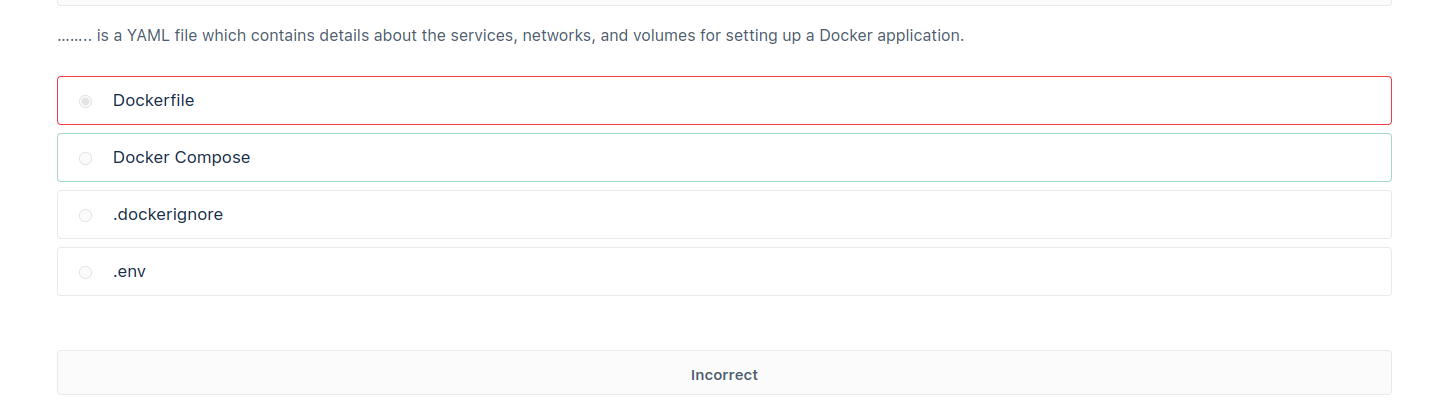 ........ is a YAML file which contains details about the services, networks, and volumes for setting up a Docker application.
Dockerfile
Docker Compose
.dockerignore
.env
Incorrect